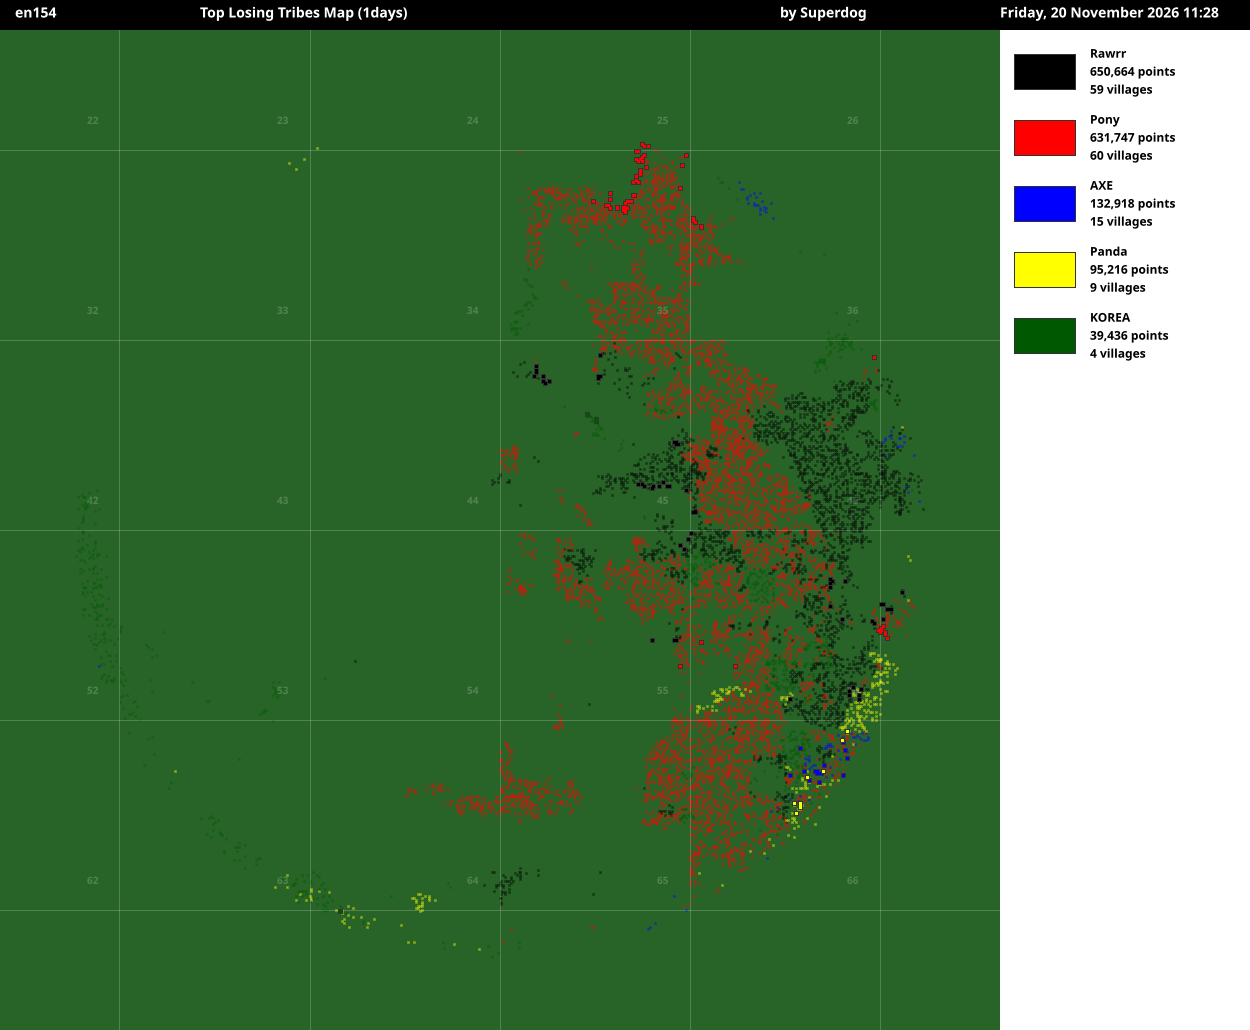 en154 Top Losing Tribes Map (1days) by Superdog Friday, 20 November 2026 11:28
Rawrr
650,664 points
59 villages
Pony
631,747 points
60 villages
AXE
132,918 points
15 villages
Panda
95,216 points
9 villages
KOREA
39,436 points
4 villages
22 23 24 25 26
32 33 34 35 36
42 43 44 45
52 53 54 55
62 63 64 65 66